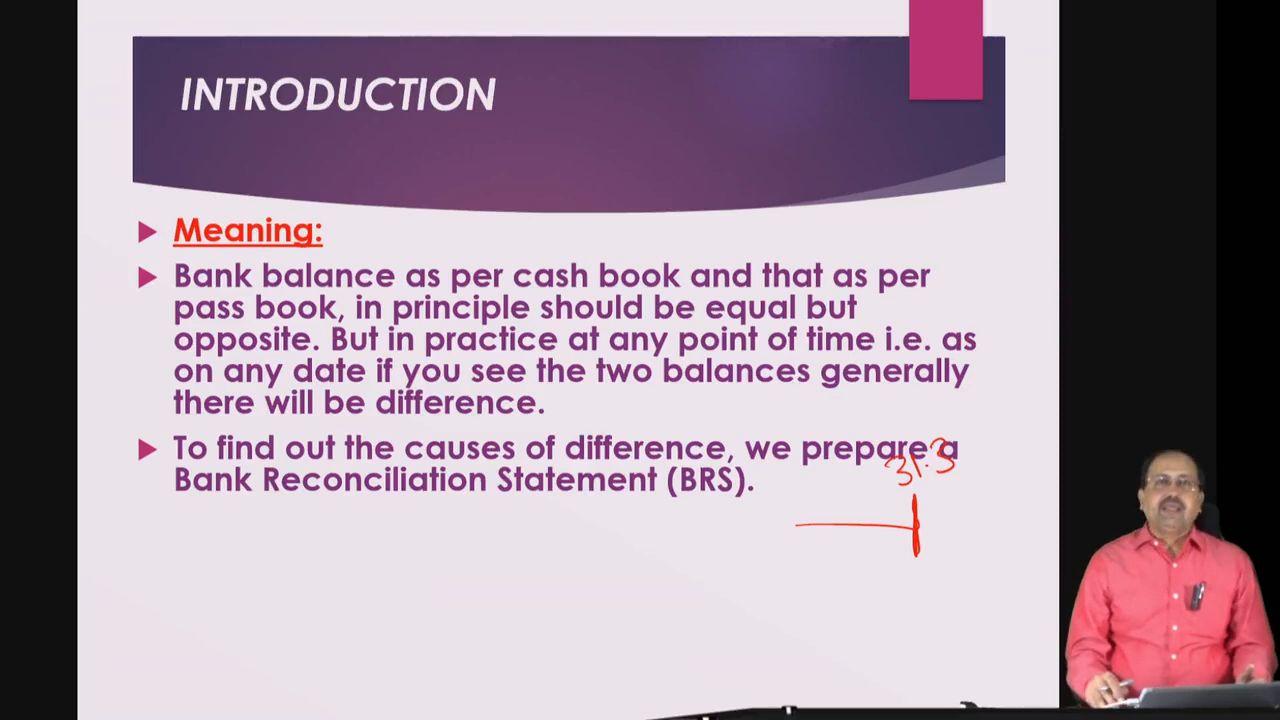 INTRODUCTION
Meaning:
Bank balance as per cash book and that as per
pass book, in principle should be equal but
opposite. But in practice at any point of time i.e. as
on any date if you see the two balances generally
there will be difference.
To find out the causes of difference, we prepare a
Bank Reconciliation Statement (BRS).
31.3